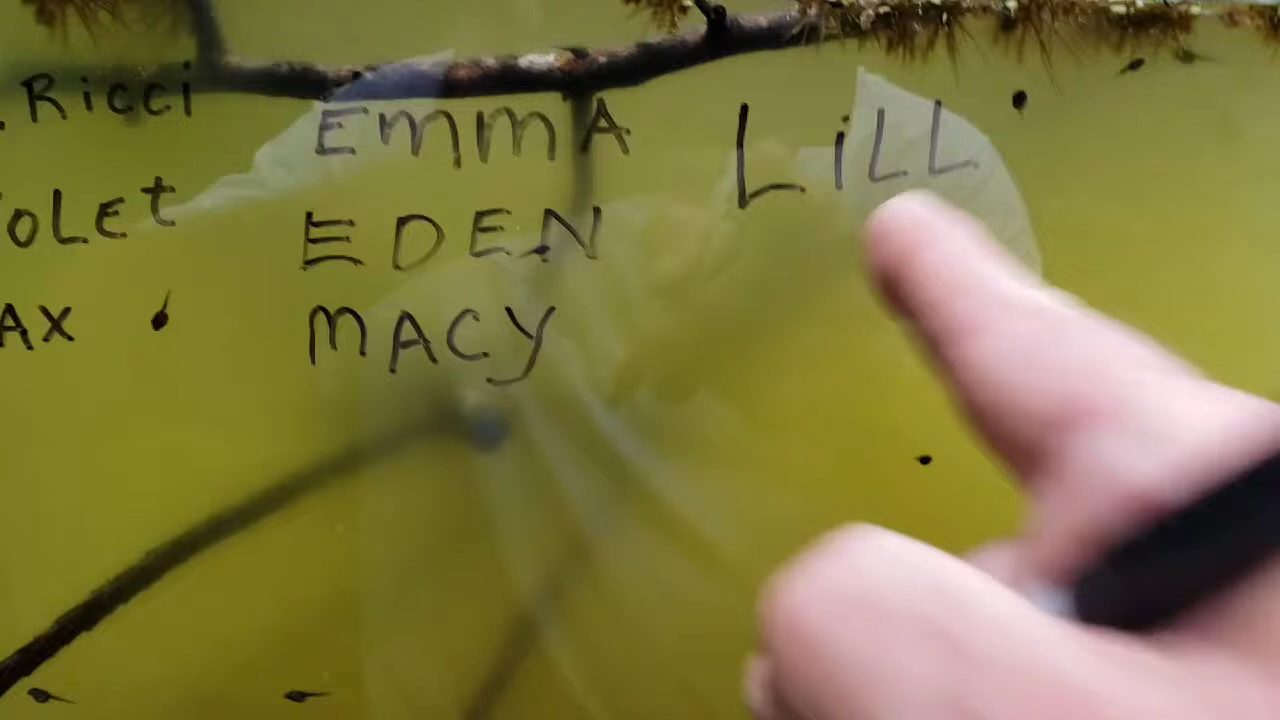 . Ricci
EMMA
LiLL
oLet
EDEN
AX
MACY